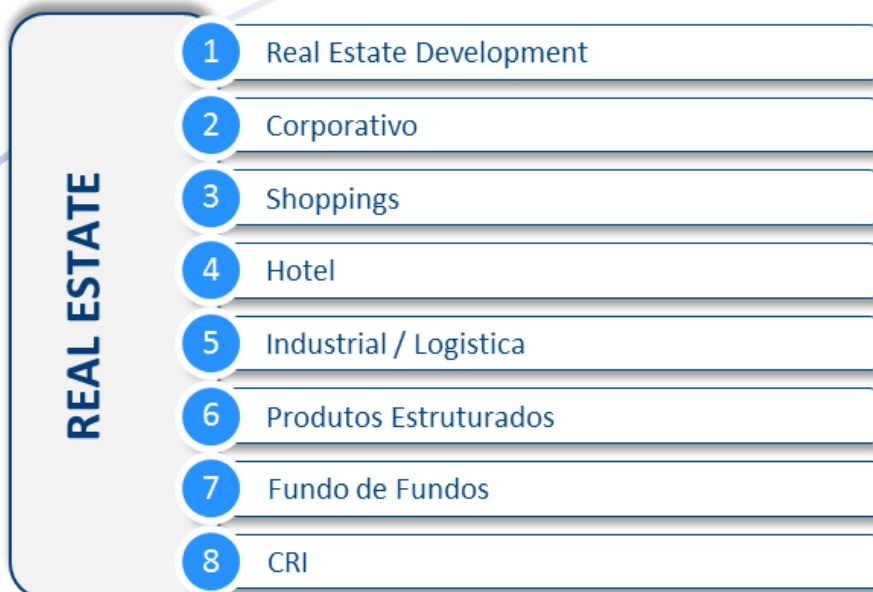 REAL ESTATE
1 Real Estate Development
2 Corporativo
3 Shoppings
4 Hotel
5 Industrial / Logistica
6 Produtos Estruturados
7 Fundo de Fundos
8 CRI